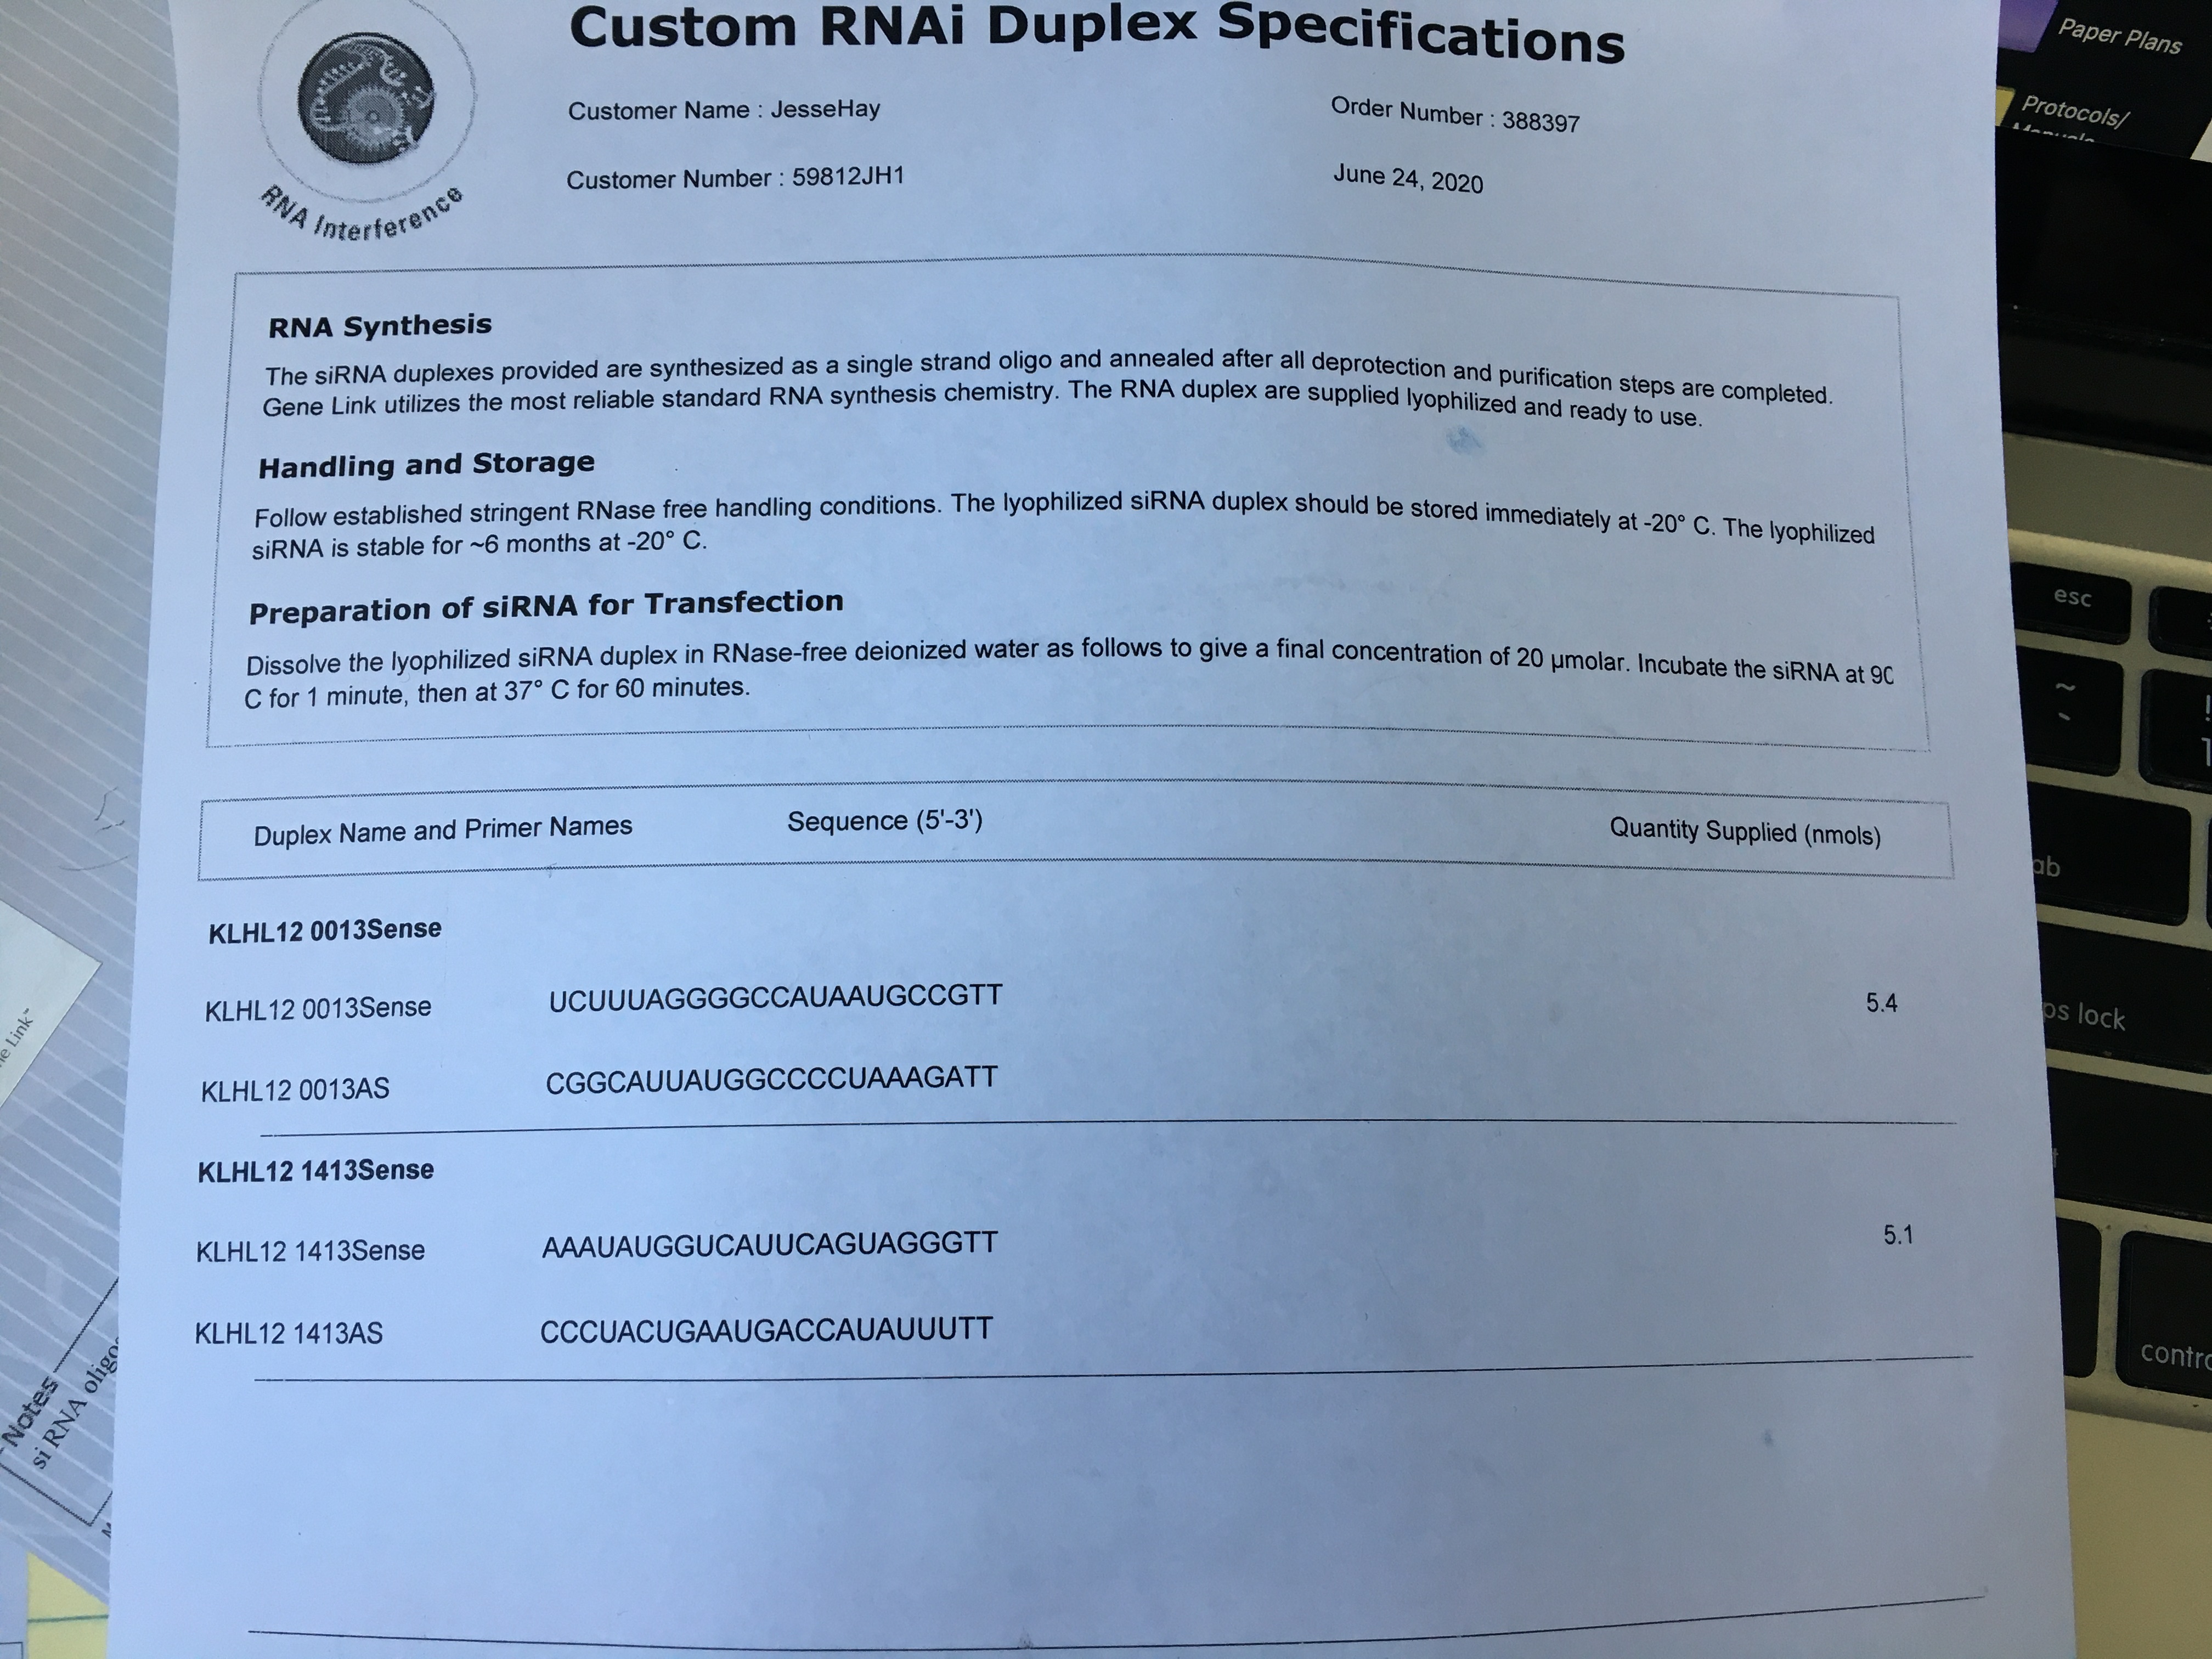 Custom RNAi Duplex Specifications
RNA Interference
Customer Name : JesseHay
Order Number : 388397
Customer Number : 59812JH1
June 24, 2020
RNA Synthesis
The siRNA duplexes provided are synthesized as a single strand oligo and annealed after all deprotection and purification steps are completed.
Gene Link utilizes the most reliable standard RNA synthesis chemistry. The RNA duplex are supplied lyophilized and ready to use.
Handling and Storage
Follow established stringent RNase free handling conditions. The lyophilized siRNA duplex should be stored immediately at -20° C. The lyophilized
siRNA is stable for ~6 months at -20° C.
Preparation of siRNA for Transfection
Dissolve the lyophilized siRNA duplex in RNase-free deionized water as follows to give a final concentration of 20 µmolar. Incubate the siRNA at 9
C for 1 minute, then at 37° C for 60 minutes.
Duplex Name and Primer Names Sequence (5'-3') Quantity Supplied (nmols)
KLHL12 0013Sense
KLHL12 0013Sense UCUUUAGGGGCCAUAAUGCCGTT 5.4
KLHL12 0013AS CGGCAUUAUGGCCCCUAAAGATT
KLHL12 1413Sense
KLHL12 1413Sense AAAUAUGGUCAUUCAGUAGGGTT 5.1
KLHL12 1413AS CCCUACUGAAUGACCAUAUUUTT
Notes
si RNA oligo
e Link™
Paper Plans
Protocols/
esc
~
!
1
ab
ps lock
contro